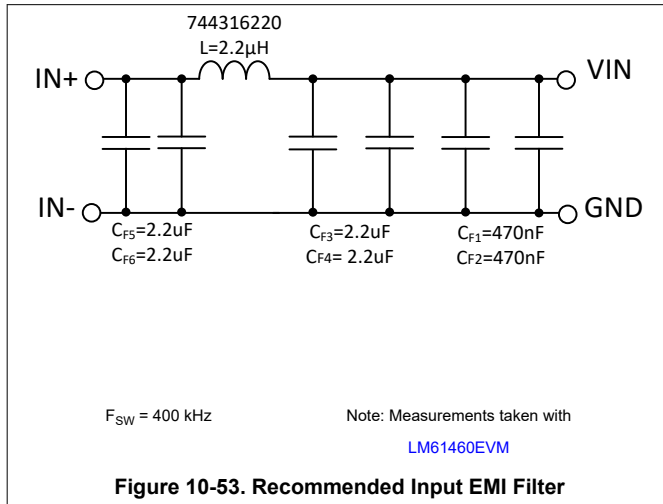 744316220
L=2.2µH
IN+
VIN
IN-
GND
CF5=2.2uF
CF6=2.2uF
CF3=2.2uF
CF4= 2.2uF
CF1=470nF
CF2=470nF
FSW = 400 kHz
Note: Measurements taken with
LM61460EVM
Figure 10-53. Recommended Input EMI Filter